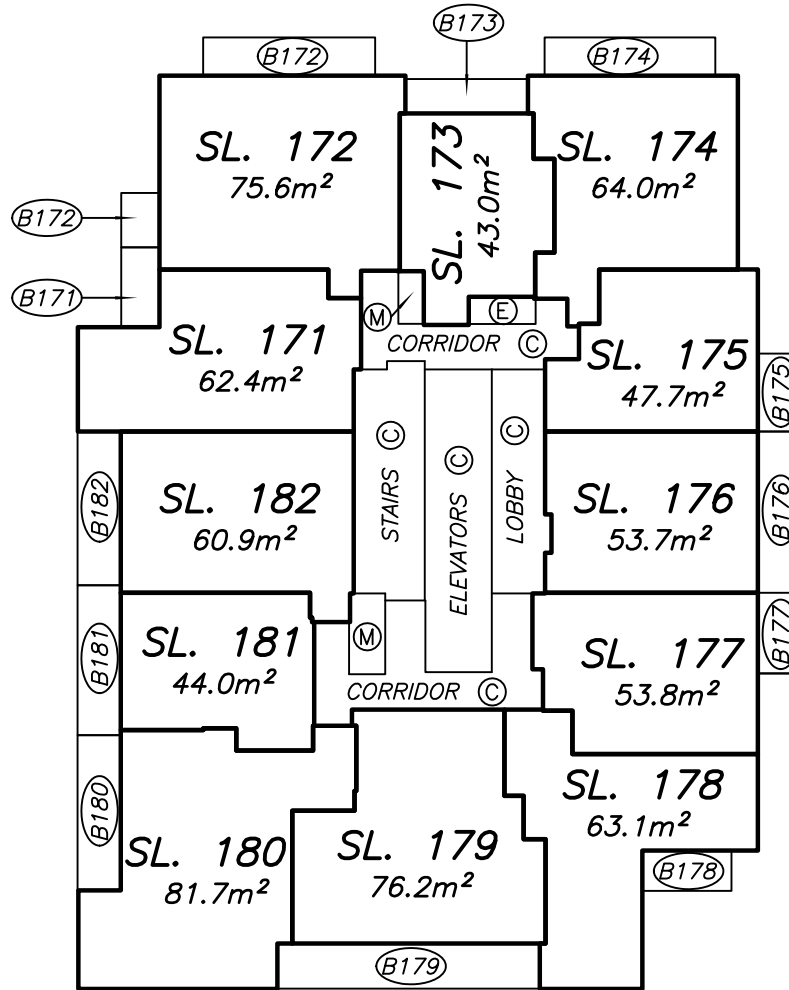 B173
B172
B174
SL. 172
75.6m²
SL. 173
43.0m²
SL. 174
64.0m²
B172
B171
M
E
CORRIDOR C
SL. 171
62.4m²
SL. 175
47.7m²
B175
STAIRS C
ELEVATORS C
LOBBY C
B182
SL. 182
60.9m²
SL. 176
53.7m²
B176
B181
SL. 181
44.0m²
M
SL. 177
53.8m²
B177
CORRIDOR C
B180
SL. 180
81.7m²
SL. 179
76.2m²
SL. 178
63.1m²
B178
B179